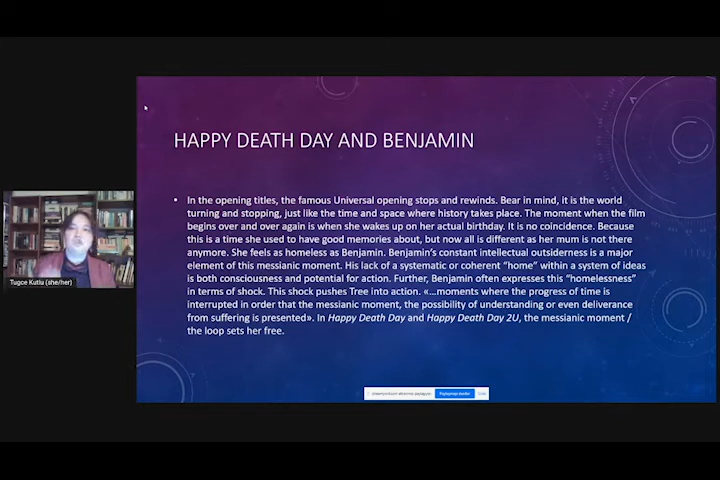 HAPPY DEATH DAY AND BENJAMIN
• In the opening titles, the famous Universal opening stops and rewinds. Bear in mind, it is the world
turning and stopping, just like the time and space where history takes place. The moment when the film
begins over and over again is when she wakes up on her actual birthday. It is no coincidence. Because
this is a time she used to have good memories about, but now all is different as her mum is not there
anymore. She feels as homeless as Benjamin. Benjamin's constant intellectual outsiderness is a major
element of this messianic moment. His lack of a systematic or coherent "home" within a system of ideas
is both consciousness and potential for action. Further, Benjamin often expresses this "homelessness"
in terms of shock. This shock pushes Tree into action. «…moments where the progress of time is
interrupted in order that the messianic moment, the possibility of understanding or even deliverance
from suffering is presented». In Happy Death Day and Happy Death Day 2U, the messianic moment /
the loop sets her free.
Tugce Kutlu (she/her)